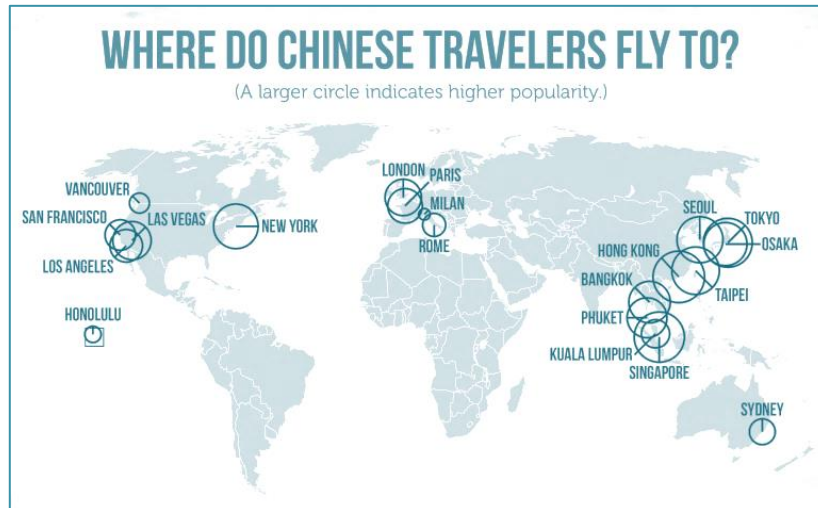 WHERE DO CHINESE TRAVELERS FLY TO?
(A larger circle indicates higher popularity.)
VANCOUVER
SAN FRANCISCO
LAS VEGAS
NEW YORK
LOS ANGELES
HONOLULU
LONDON
PARIS
MILAN
ROME
SEOUL
TOKYO
OSAKA
HONG KONG
BANGKOK
TAIPEI
PHUKET
KUALA LUMPUR
SINGAPORE
SYDNEY